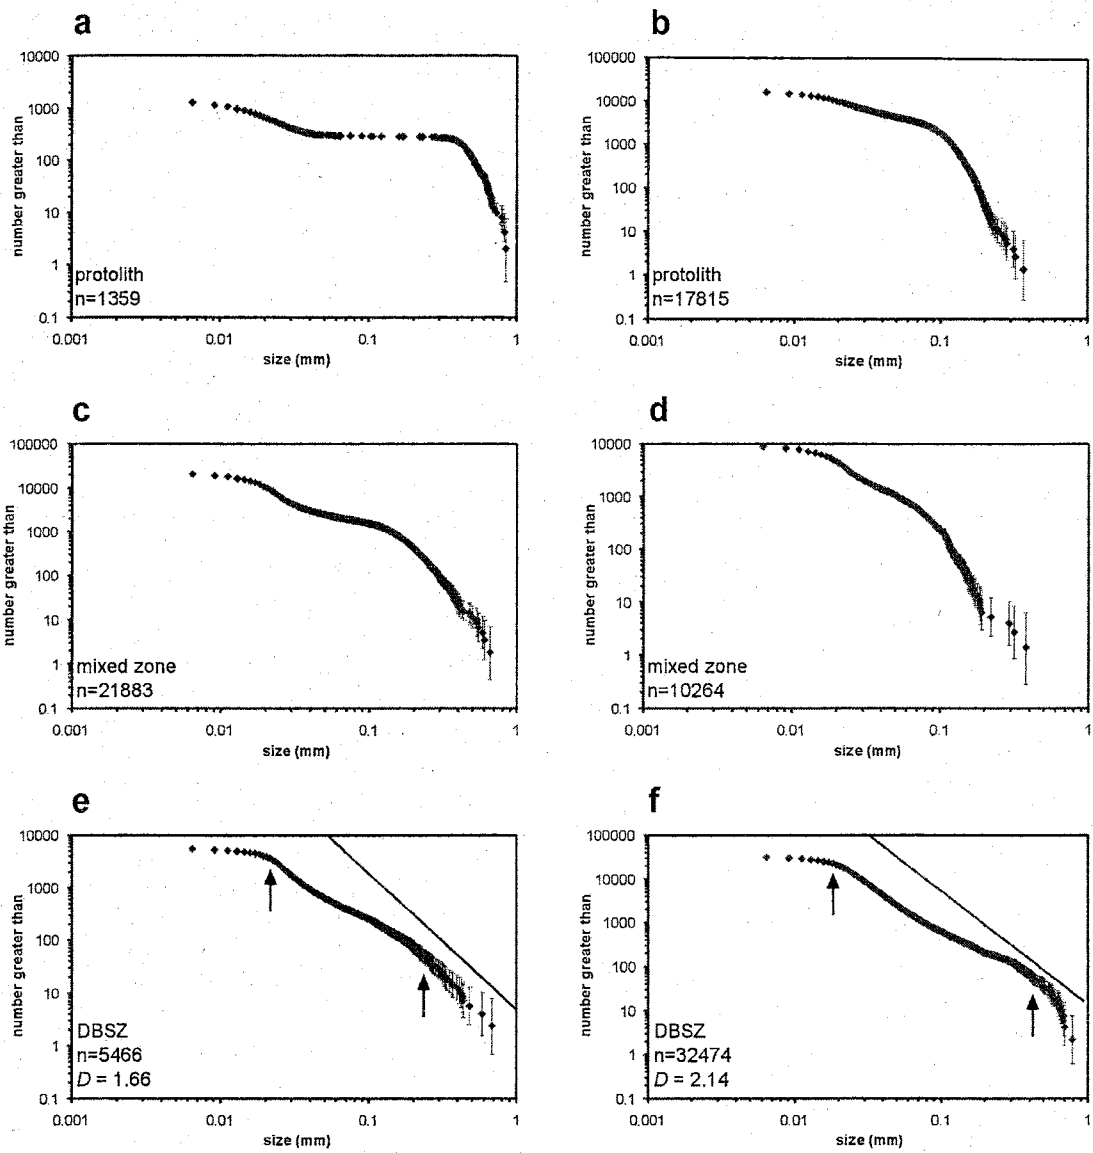 a
10000
1000
100
10
1
0.1
number greater than
protolith
n=1359
0.001
0.01
0.1
1
size (mm)
b
100000
10000
1000
100
10
1
0.1
number greater than
protolith
n=17815
0.001
0.01
0.1
1
size (mm)
c
100000
10000
1000
100
10
1
0.1
number greater than
mixed zone
n=21883
0.001
0.01
0.1
1
size (mm)
d
10000
1000
100
10
1
0.1
number greater than
mixed zone
n=10264
0.001
0.01
0.1
1
size (mm)
e
10000
1000
100
10
1
0.1
number greater than
DBSZ
n=5466
D = 1.66
0.001
0.01
0.1
1
size (mm)
f
100000
10000
1000
100
10
1
0.1
number greater than
DBSZ
n=32474
D = 2.14
0.001
0.01
0.1
1
size (mm)